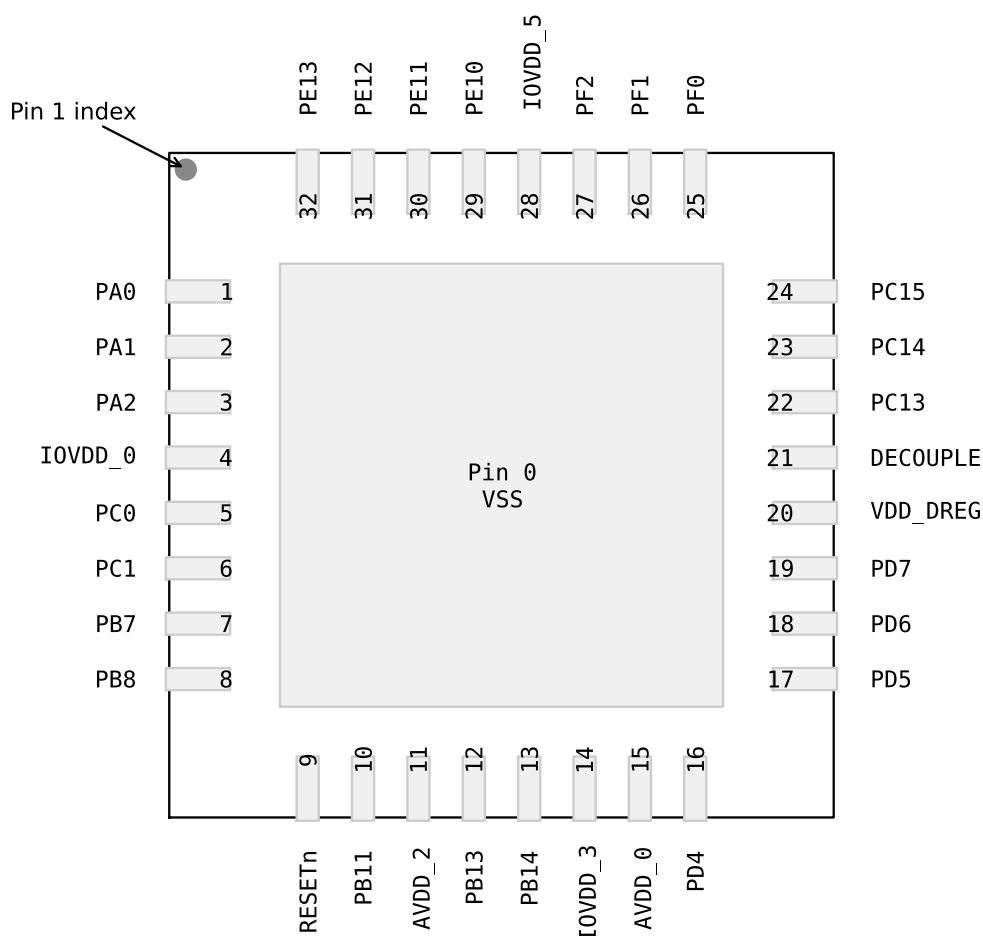 IOVDD_5
PE13 PE12 PE11 PE10 PF2 PF1 PF0
Pin 1 index
32 31 30 29 28 27 26 25
PA0 1 24 PC15
PA1 2 23 PC14
PA2 3 22 PC13
IOVDD_0 4 21 DECOUPLE
Pin 0
VSS
PC0 5 20 VDD_DREG
PC1 6 19 PD7
PB7 7 18 PD6
PB8 8 17 PD5
9 10 11 12 13 14 15 16
RESETn PB11 AVDD_2 PB13 PB14 IOVDD_3 AVDD_0 PD4